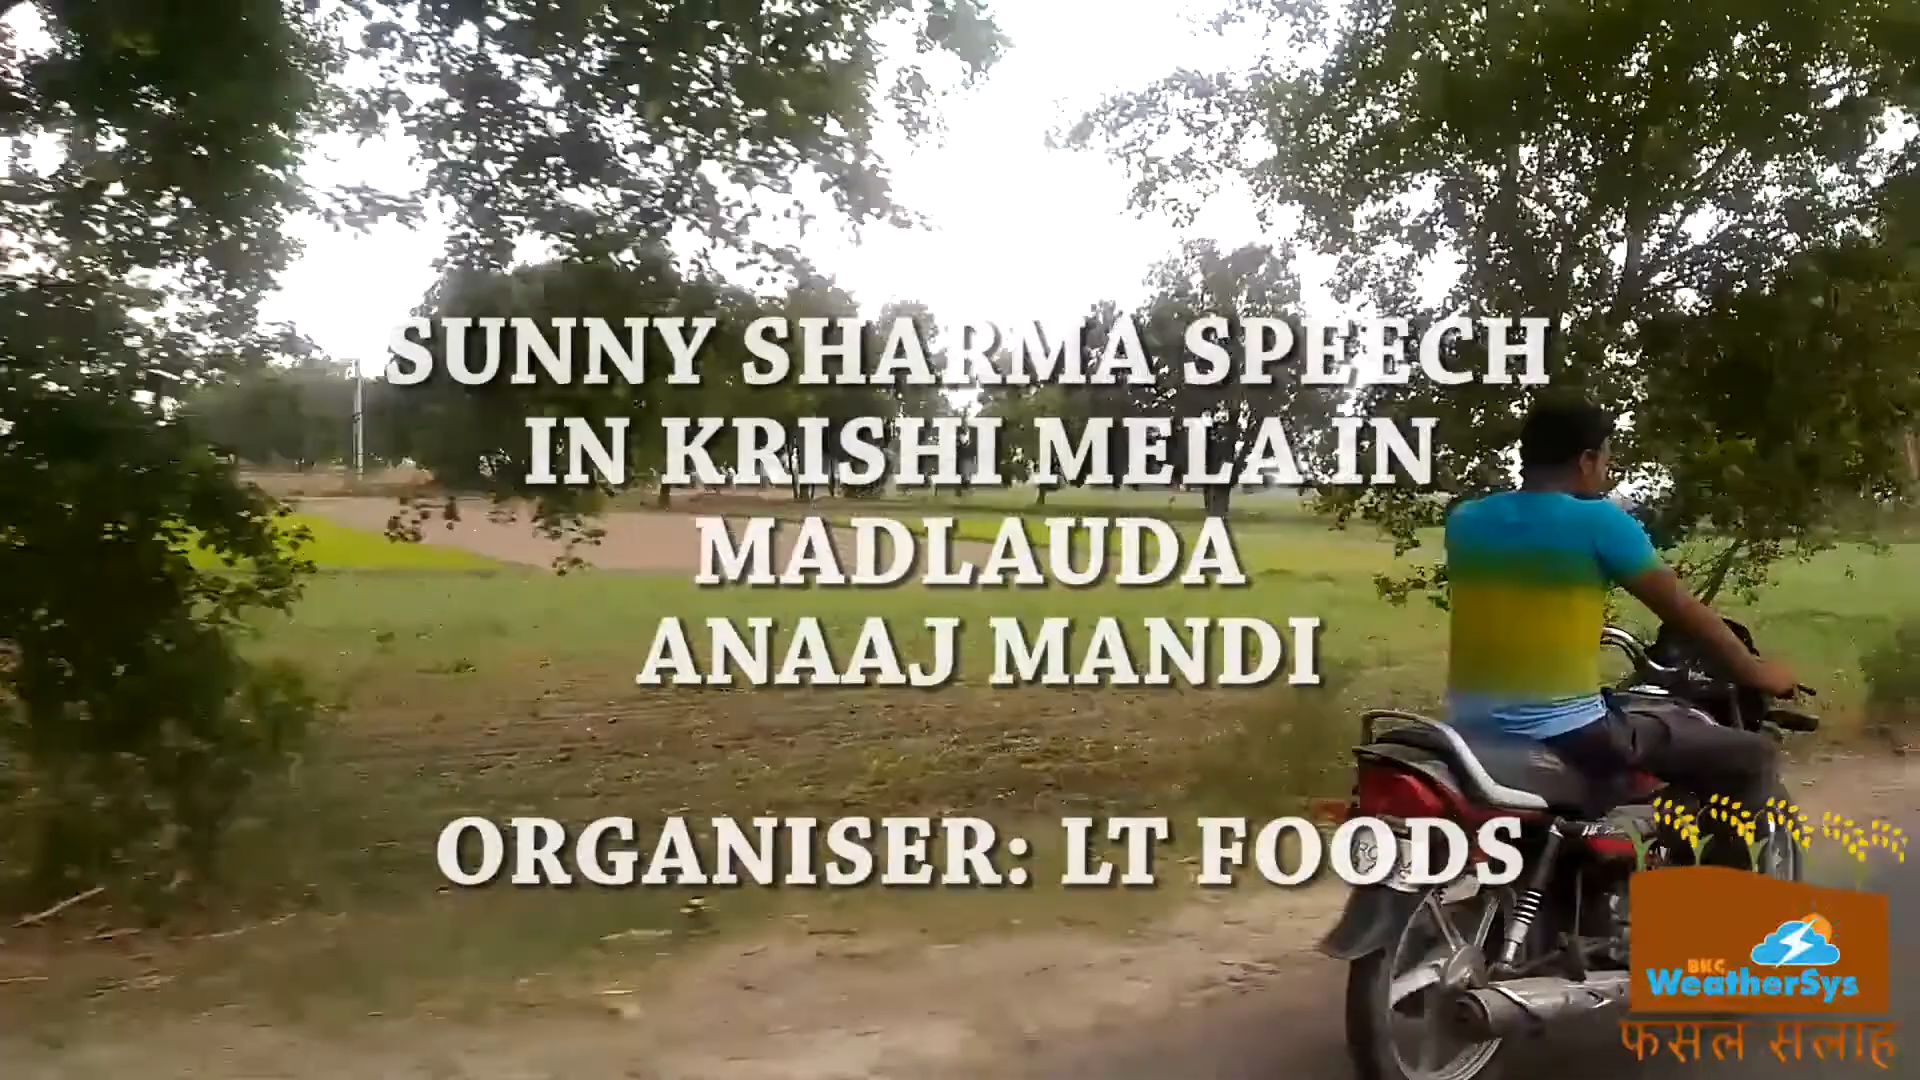 SUNNY SHARMA SPEECH
IN KRISHI MELA IN
MADLAUDA
ANAAJ MANDI
ORGANISER: LT FOODS
BKC
WeatherSys
फसल सलाह